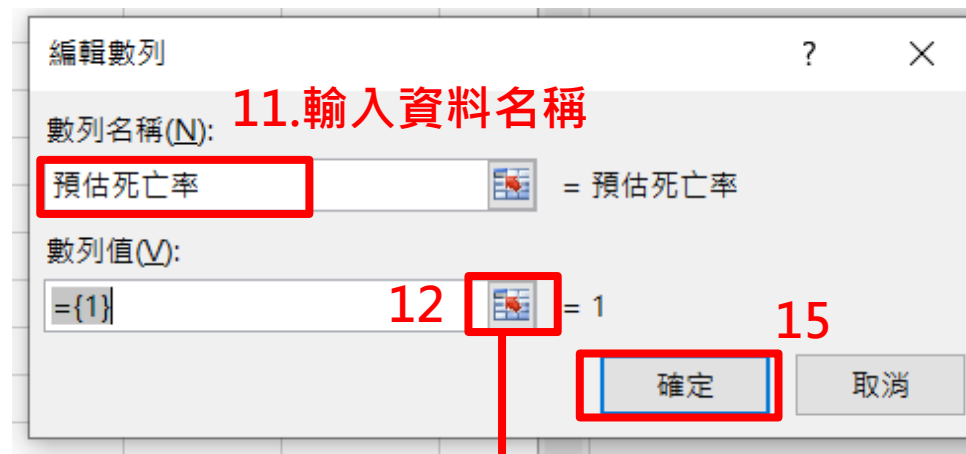 編輯數列 ? ×
11.輸入資料名稱
數列名稱(N):
預估死亡率 = 預估死亡率
數列值(V):
={1} 12 = 1
15
確定 取消